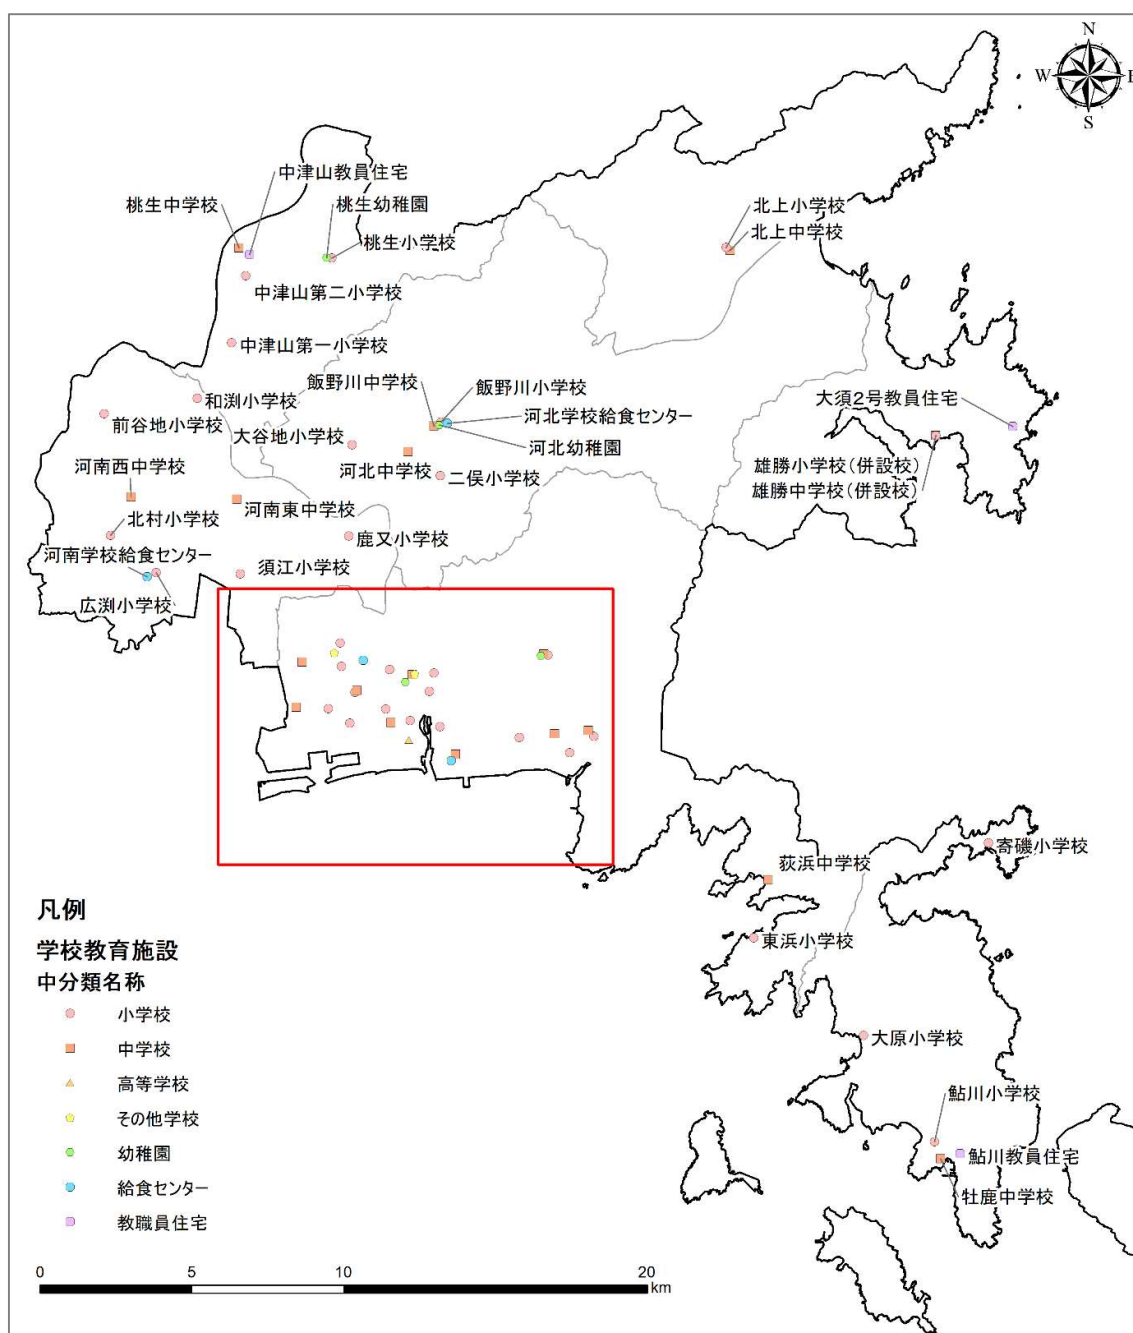 N
W
E
S
中津山教員住宅
桃生中学校
桃生幼稚園
桃生小学校
北上小学校
北上中学校
中津山第二小学校
中津山第一小学校
飯野川中学校
飯野川小学校
和渕小学校
河北学校給食センター
前谷地小学校
大谷地小学校
河北幼稚園
大須2号教員住宅
河南西中学校
河北中学校
二俣小学校
雄勝小学校(併設校)
雄勝中学校(併設校)
河南東中学校
北村小学校
鹿又小学校
河南学校給食センター
須江小学校
広渕小学校
寄磯小学校
荻浜中学校
東浜小学校
大原小学校
鮎川小学校
鮎川教員住宅
牡鹿中学校
凡例
学校教育施設
中分類名称
小学校
中学校
高等学校
その他学校
幼稚園
給食センター
教職員住宅
0 5 10 20
km